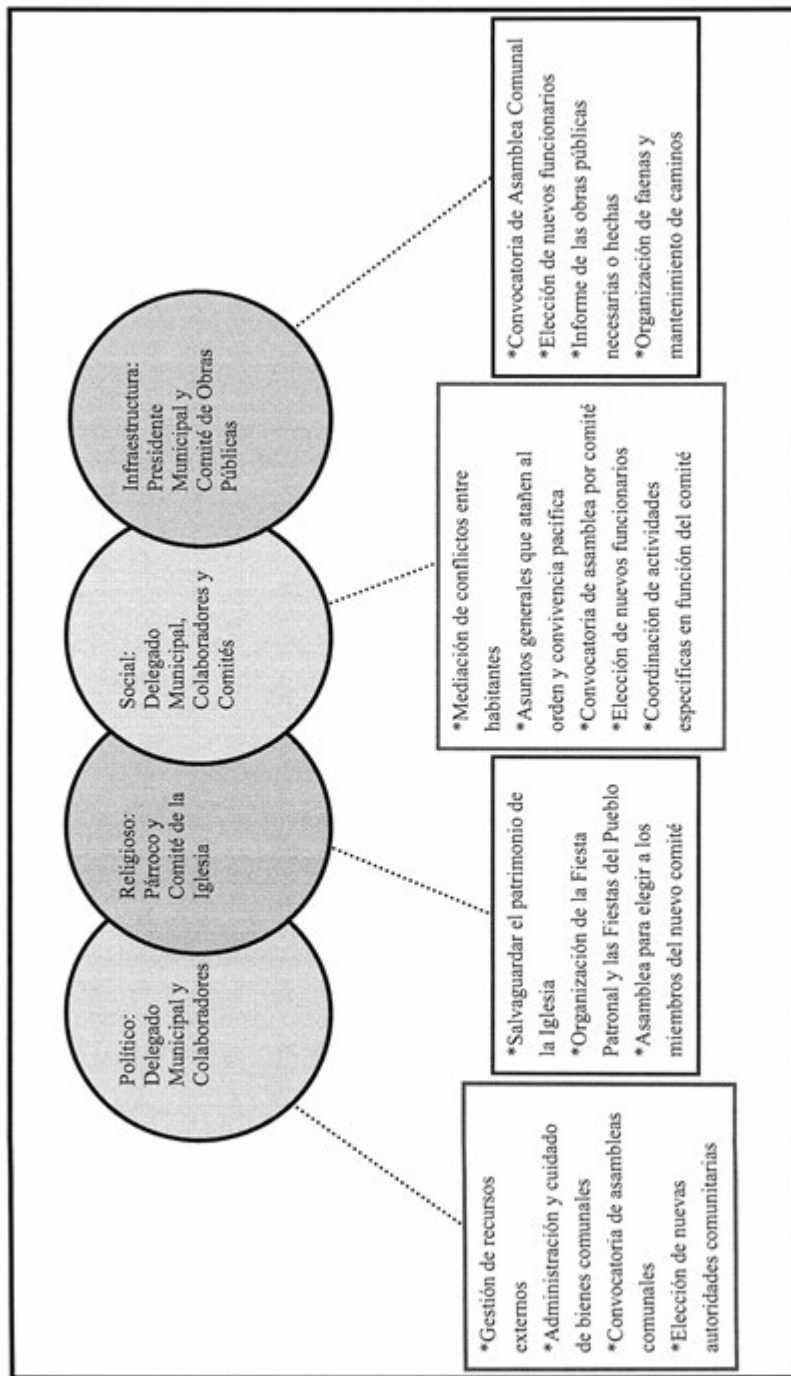 Político:
Delegado
Municipal y
Colaboradores
Religioso:
Párroco y
Comité de la
Iglesia
Social:
Delegado
Municipal,
Colaboradores y
Comités
Infraestructura:
Presidente
Municipal y
Comité de Obras
Públicas
*Gestión de recursos
externos
*Administración y cuidado
de bienes comunales
*Convocatoria de asambleas
comunales
*Elección de nuevas
autoridades comunitarias
*Salvaguardar el patrimonio de
la Iglesia
*Organización de la Fiesta
Patronal y las Fiestas del Pueblo
*Asamblea para elegir a los
miembros del nuevo comité
*Mediación de conflictos entre
habitantes
*Asuntos generales que atañen al
orden y convivencia pacífica
*Convocatoria de asamblea por comité
*Elección de nuevos funcionarios
*Coordinación de actividades
específicas en función del comité
*Convocatoria de Asamblea Comunal
*Elección de nuevos funcionarios
*Informe de las obras públicas
necesarias o hechas
*Organización de faenas y
mantenimiento de caminos